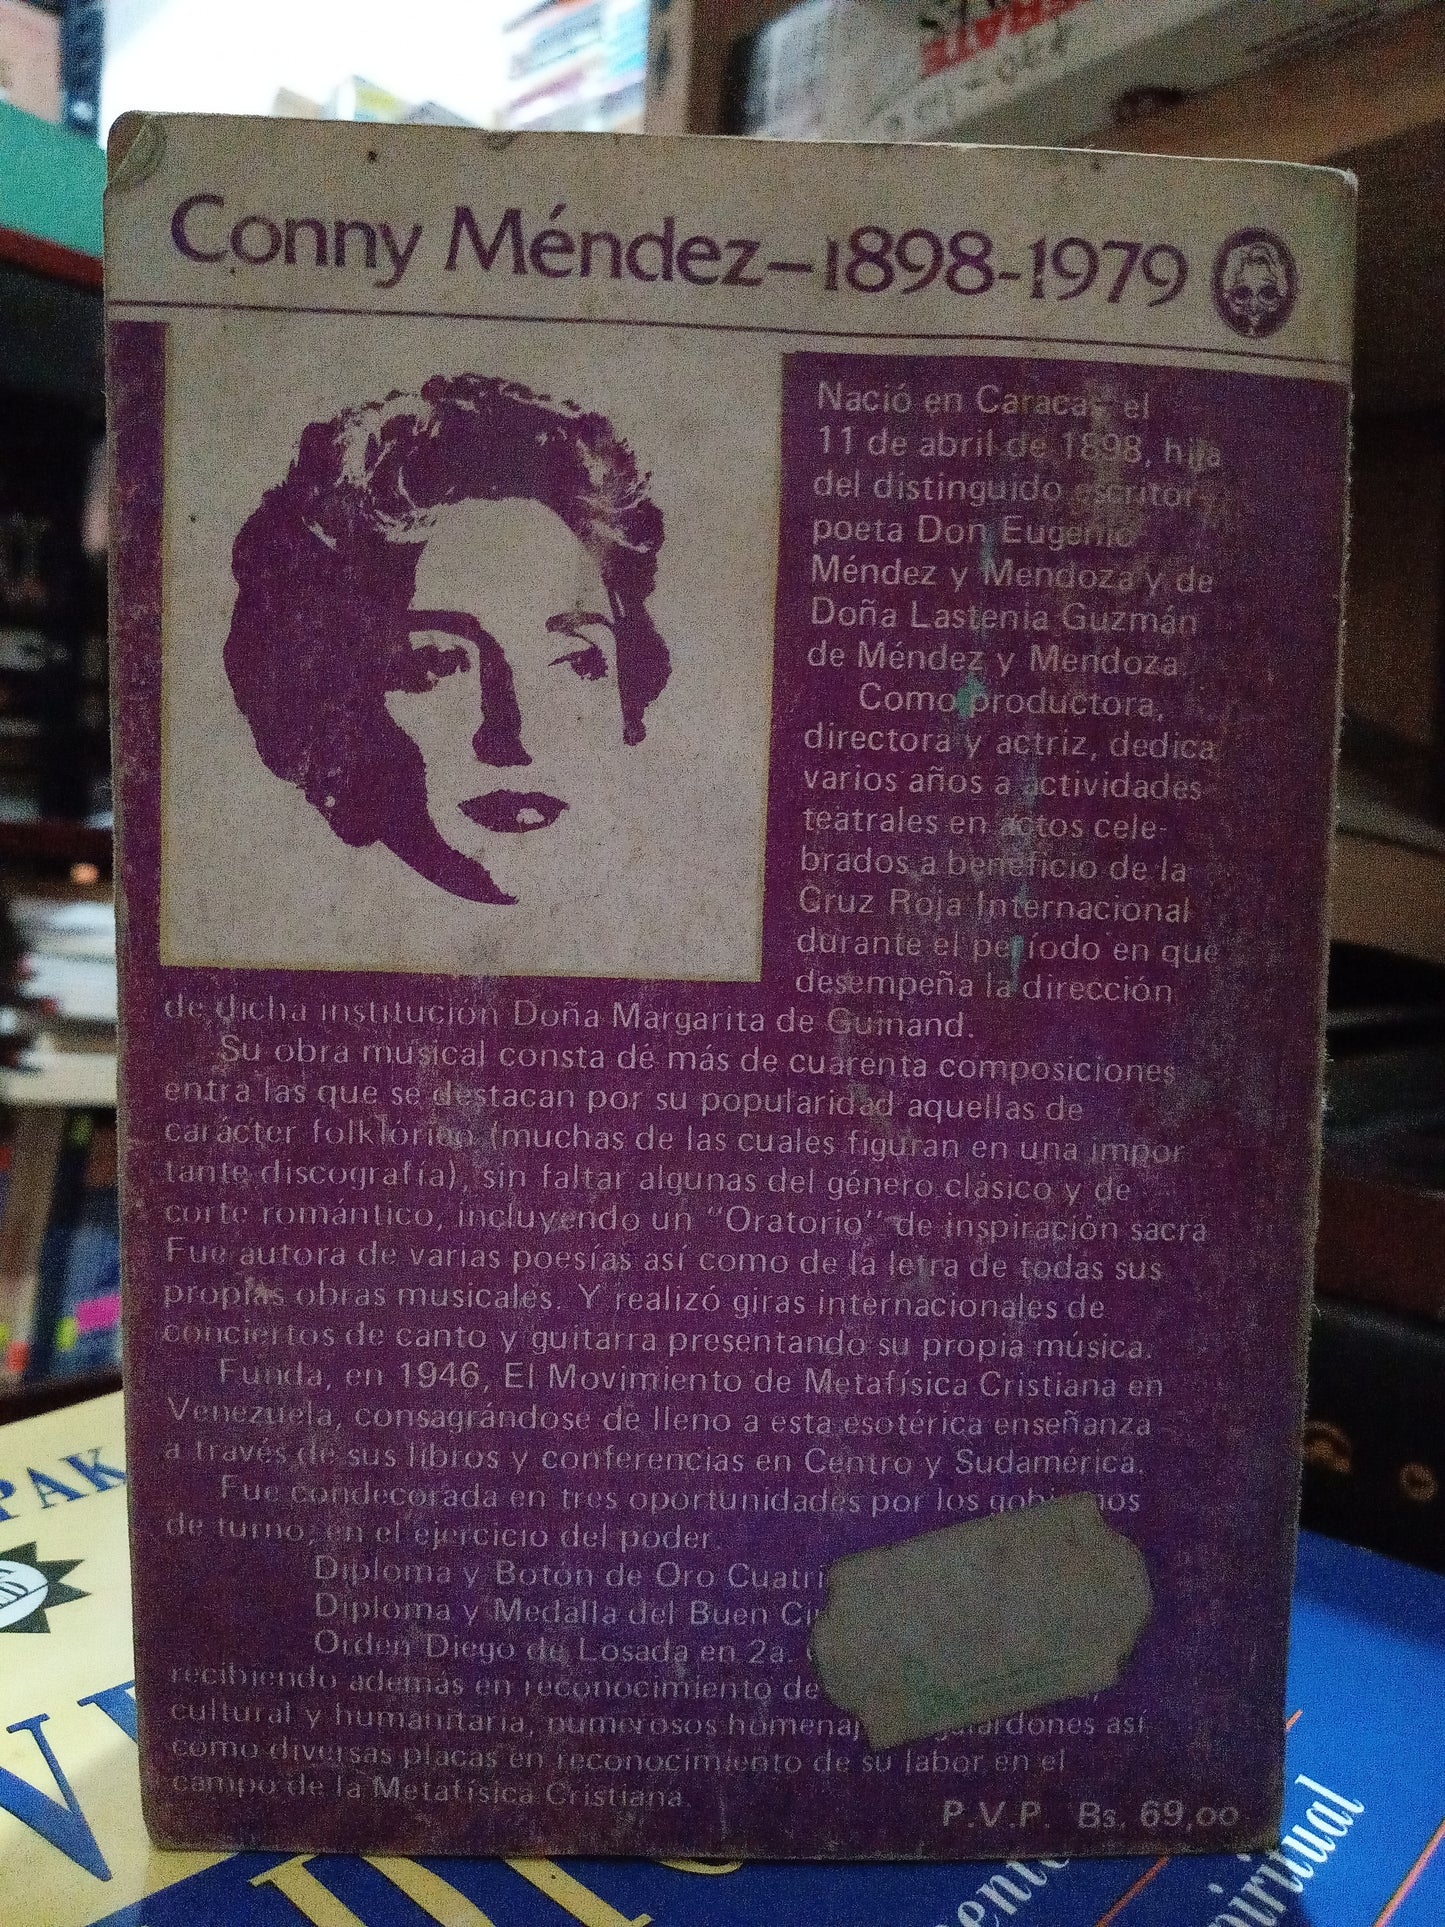 Conny Méndez–1898-1979
Nació en Caracas el
11 de abril de 1898, hija
del distinguido escritor
poeta Don Eugenio
Méndez y Mendoza y de
Doña Lastenia Guzmán
de Méndez y Mendoza.
Como productora,
directora y actriz, dedica
varios años a actividades
teatrales en actos cele-
brados a beneficio de la
Cruz Roja Internacional
durante el período en que
desempeña la dirección
de dicha institución Doña Margarita de Guinand.
Su obra musical consta de más de cuarenta composiciones
entra las que se destacan por su popularidad aquellas de
carácter folklórico (muchas de las cuales figuran en una impor
tante discografía), sin faltar algunas del género clásico y de
corte romántico, incluyendo un "Oratorio" de inspiración sacra
Fue autora de varias poesías así como de la letra de todas sus
propias obras musicales. Y realizó giras internacionales de
conciertos de canto y guitarra presentando su propia música.
Funda, en 1946, El Movimiento de Metafísica Cristiana en
Venezuela, consagrándose de lleno a esta esotérica enseñanza
a través de sus libros y conferencias en Centro y Sudamérica.
Fue condecorada en tres oportunidades por los gobiernos
de turno, en el ejercicio del poder.
Diploma y Botón de Oro Cuatri
Diploma y Medalla del Buen Ci
Orden Diego de Losada en 2a.
recibiendo además en reconocimiento de
cultural y humanitaria, numerosos homenaj ardones así
como diversas placas en reconocimiento de su labor en el
campo de la Metafísica Cristiana.
P.V.P. Bs. 69,00
PAK